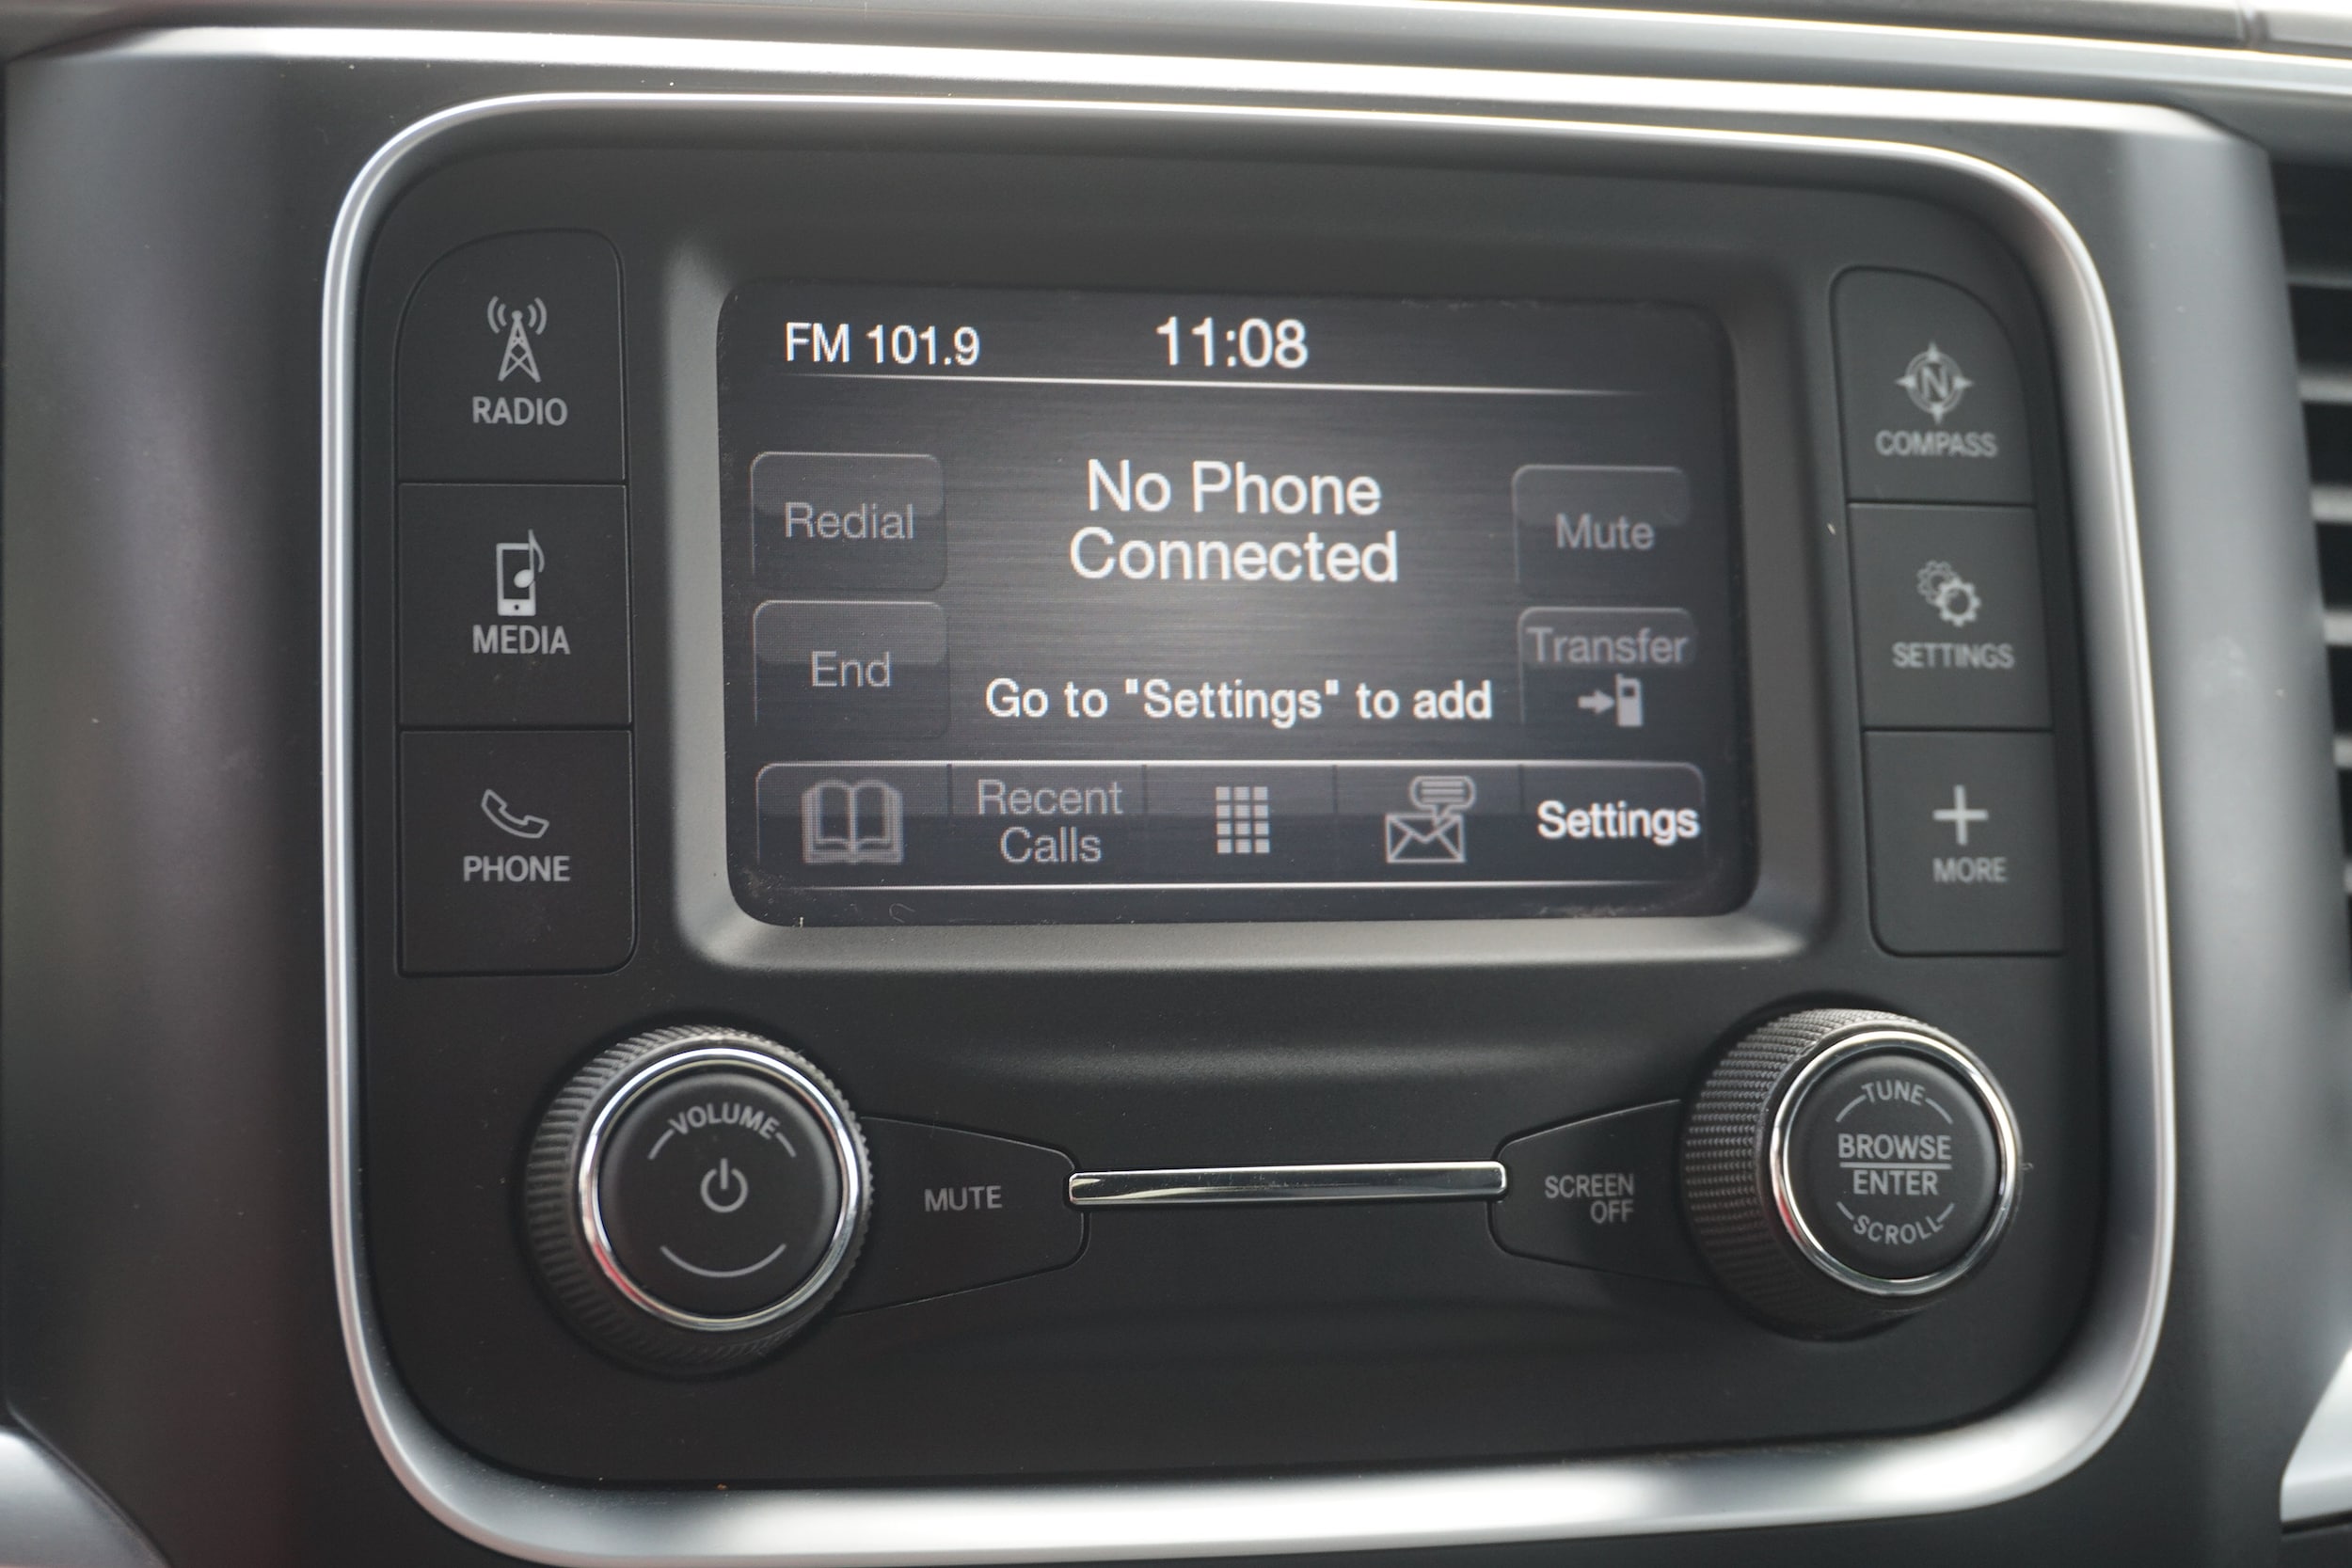 FM 101.9 11:08
RADIO
MEDIA
PHONE
Redial
End
No Phone
Connected
Go to "Settings" to add
Mute
Transfer
Recent
Calls
Settings
N
COMPASS
SETTINGS
MORE
VOLUME
MUTE
SCREEN
OFF
TUNE
BROWSE
ENTER
SCROLL